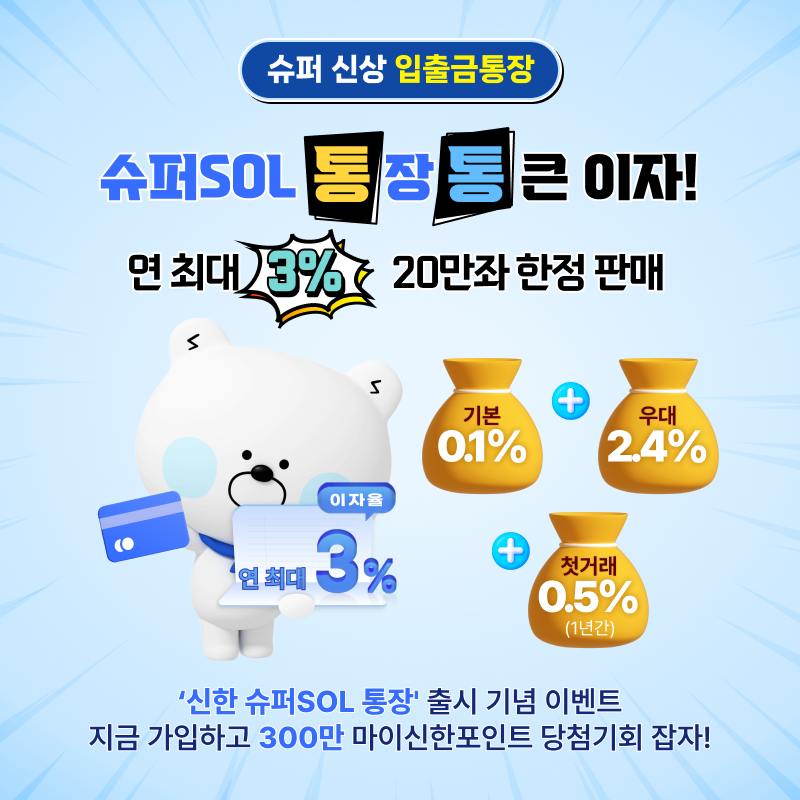 슈퍼 신상 입출금통장
슈퍼SOL 통장 통 큰 이자!
연 최대 3% 20만좌 한정 판매
기본
0.1%
우대
2.4%
이자율
연 최대 3%
첫거래
0.5%
(1년간)
‘신한 슈퍼SOL 통장' 출시 기념 이벤트
지금 가입하고 300만 마이신한포인트 당첨기회 잡자!